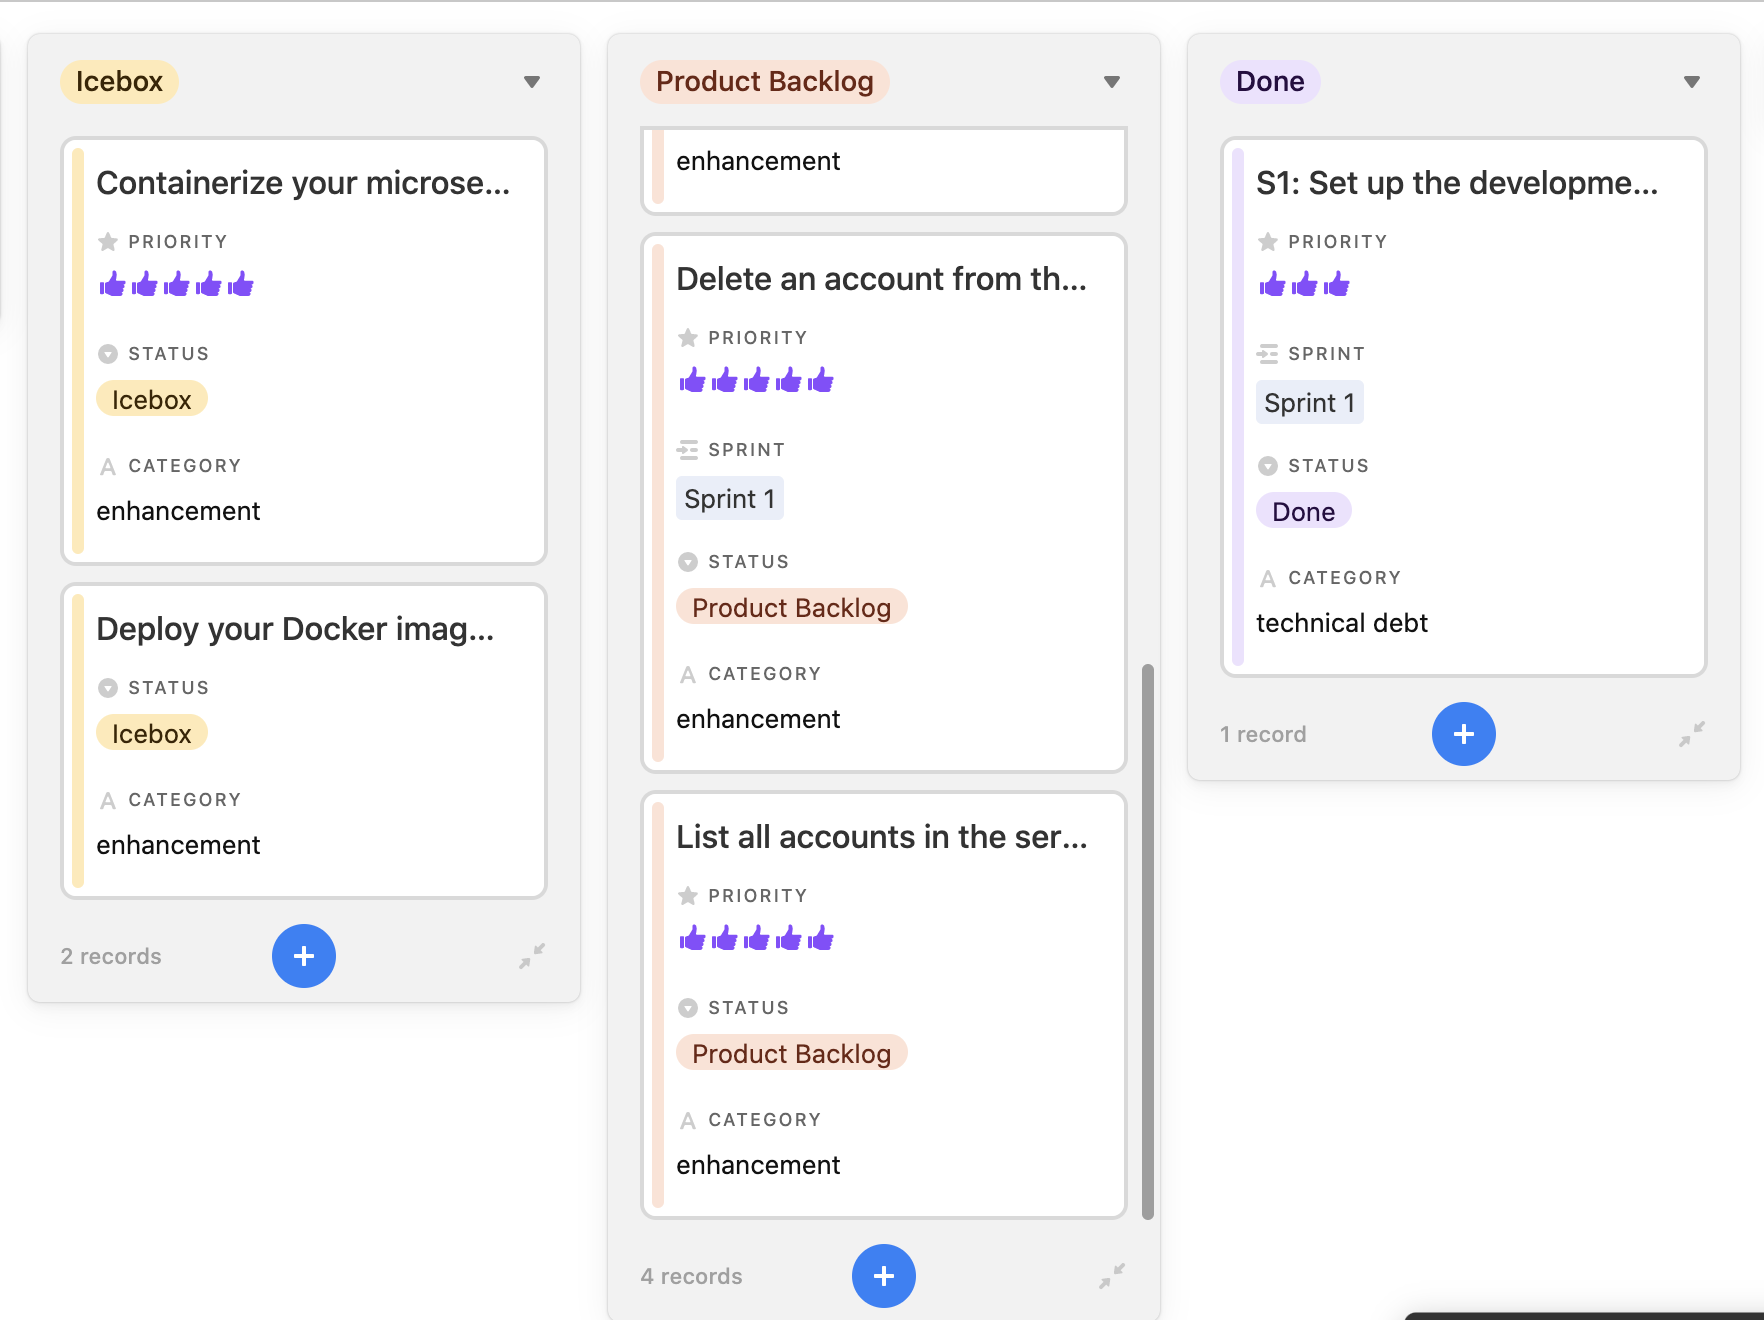 Icebox
Containerize your microse...
PRIORITY
STATUS
Icebox
CATEGORY
enhancement
Deploy your Docker imag...
STATUS
Icebox
CATEGORY
enhancement
2 records
Product Backlog
enhancement
Delete an account from th...
PRIORITY
SPRINT
Sprint 1
STATUS
Product Backlog
CATEGORY
enhancement
List all accounts in the ser...
PRIORITY
STATUS
Product Backlog
CATEGORY
enhancement
4 records
Done
S1: Set up the developme...
PRIORITY
SPRINT
Sprint 1
STATUS
Done
CATEGORY
technical debt
1 record